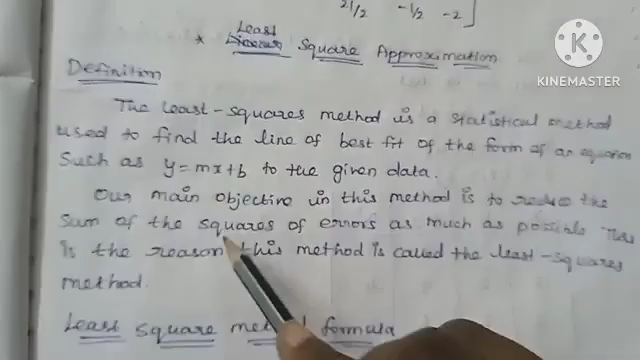 21/2 -1/2 -2
K
KINEMASTER
* Least Square Approximation
Definition
The Least-Squares method is a statistical method
used to find the line of best fit of the form of an equation
Such as y=mx+b to the given data.
Our main objective in this method is to reduce the
Sum of the squares of errors as much as possible This
is the reason this method is called the least-squares
method.
Least square method formula